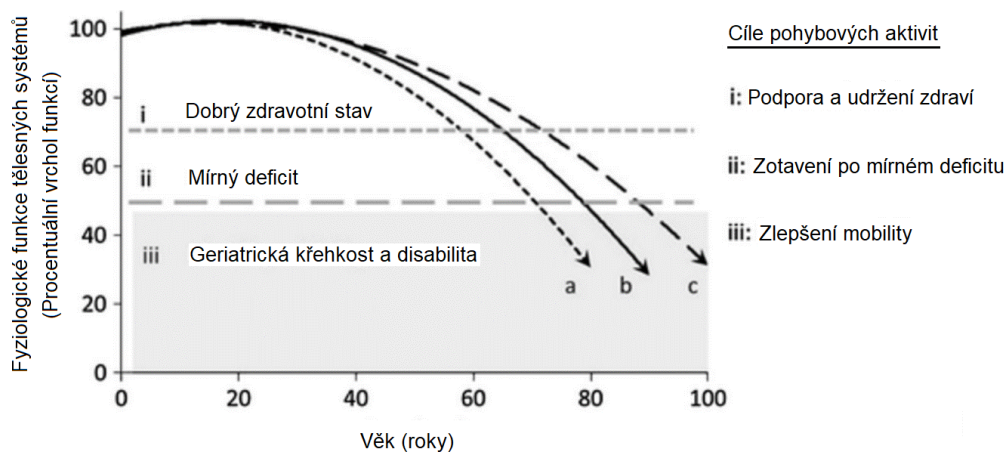 Fyziologické funkce tělesných systémů
(Procentuální vrchol funkcí)
100
80
60
40
20
0
i Dobrý zdravotní stav
ii Mírný deficit
iii Geriatrická křehkost a disabilita
a b c
0 20 40 60 80 100
Věk (roky)
Cíle pohybových aktivit
i: Podpora a udržení zdraví
ii: Zotavení po mírném deficitu
iii: Zlepšení mobility